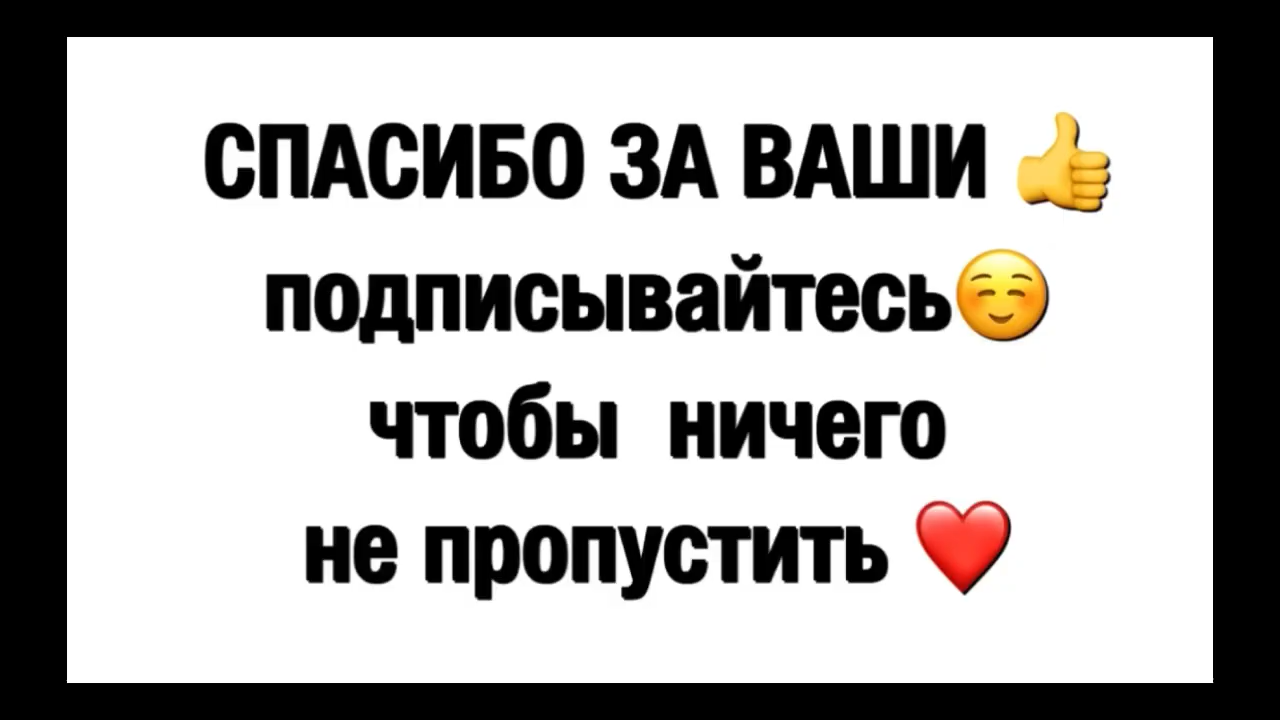 СПАСИБО ЗА ВАШИ 👍
подписывайтесь☺️
чтобы ничего
не пропустить ❤️